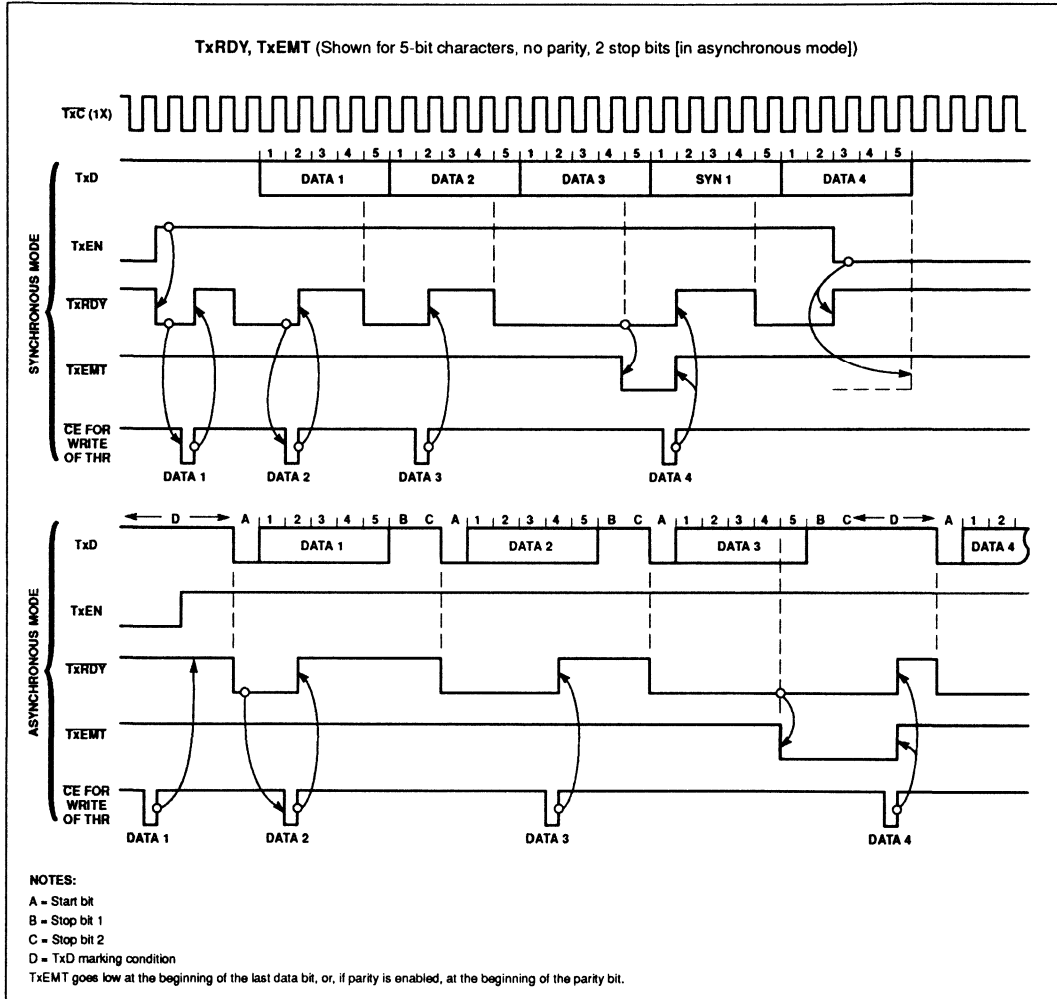 TxRDY, TxEMT (Shown for 5-bit characters, no parity, 2 stop bits [in asynchronous mode])
TxC (1X)
SYNCHRONOUS MODE
1 2 3 4 5 1 2 3 4 5 1 2 3 4 5 1 2 3 4 5 1 2 3 4 5
TxD DATA 1 DATA 2 DATA 3 SYN 1 DATA 4
TxEN
TxRDY
TxEMT
CE FOR
WRITE
OF THR
DATA 1 DATA 2 DATA 3 DATA 4
ASYNCHRONOUS MODE
D A 1 2 3 4 5 B C A 1 2 3 4 5 B C A 1 2 3 4 5 B C D A 1 2
TxD DATA 1 DATA 2 DATA 3 DATA 4
TxEN
TxRDY
TxEMT
CE FOR
WRITE
OF THR
DATA 1 DATA 2 DATA 3 DATA 4
NOTES:
A = Start bit
B = Stop bit 1
C = Stop bit 2
D = TxD marking condition
TxEMT goes low at the beginning of the last data bit, or, if parity is enabled, at the beginning of the parity bit.